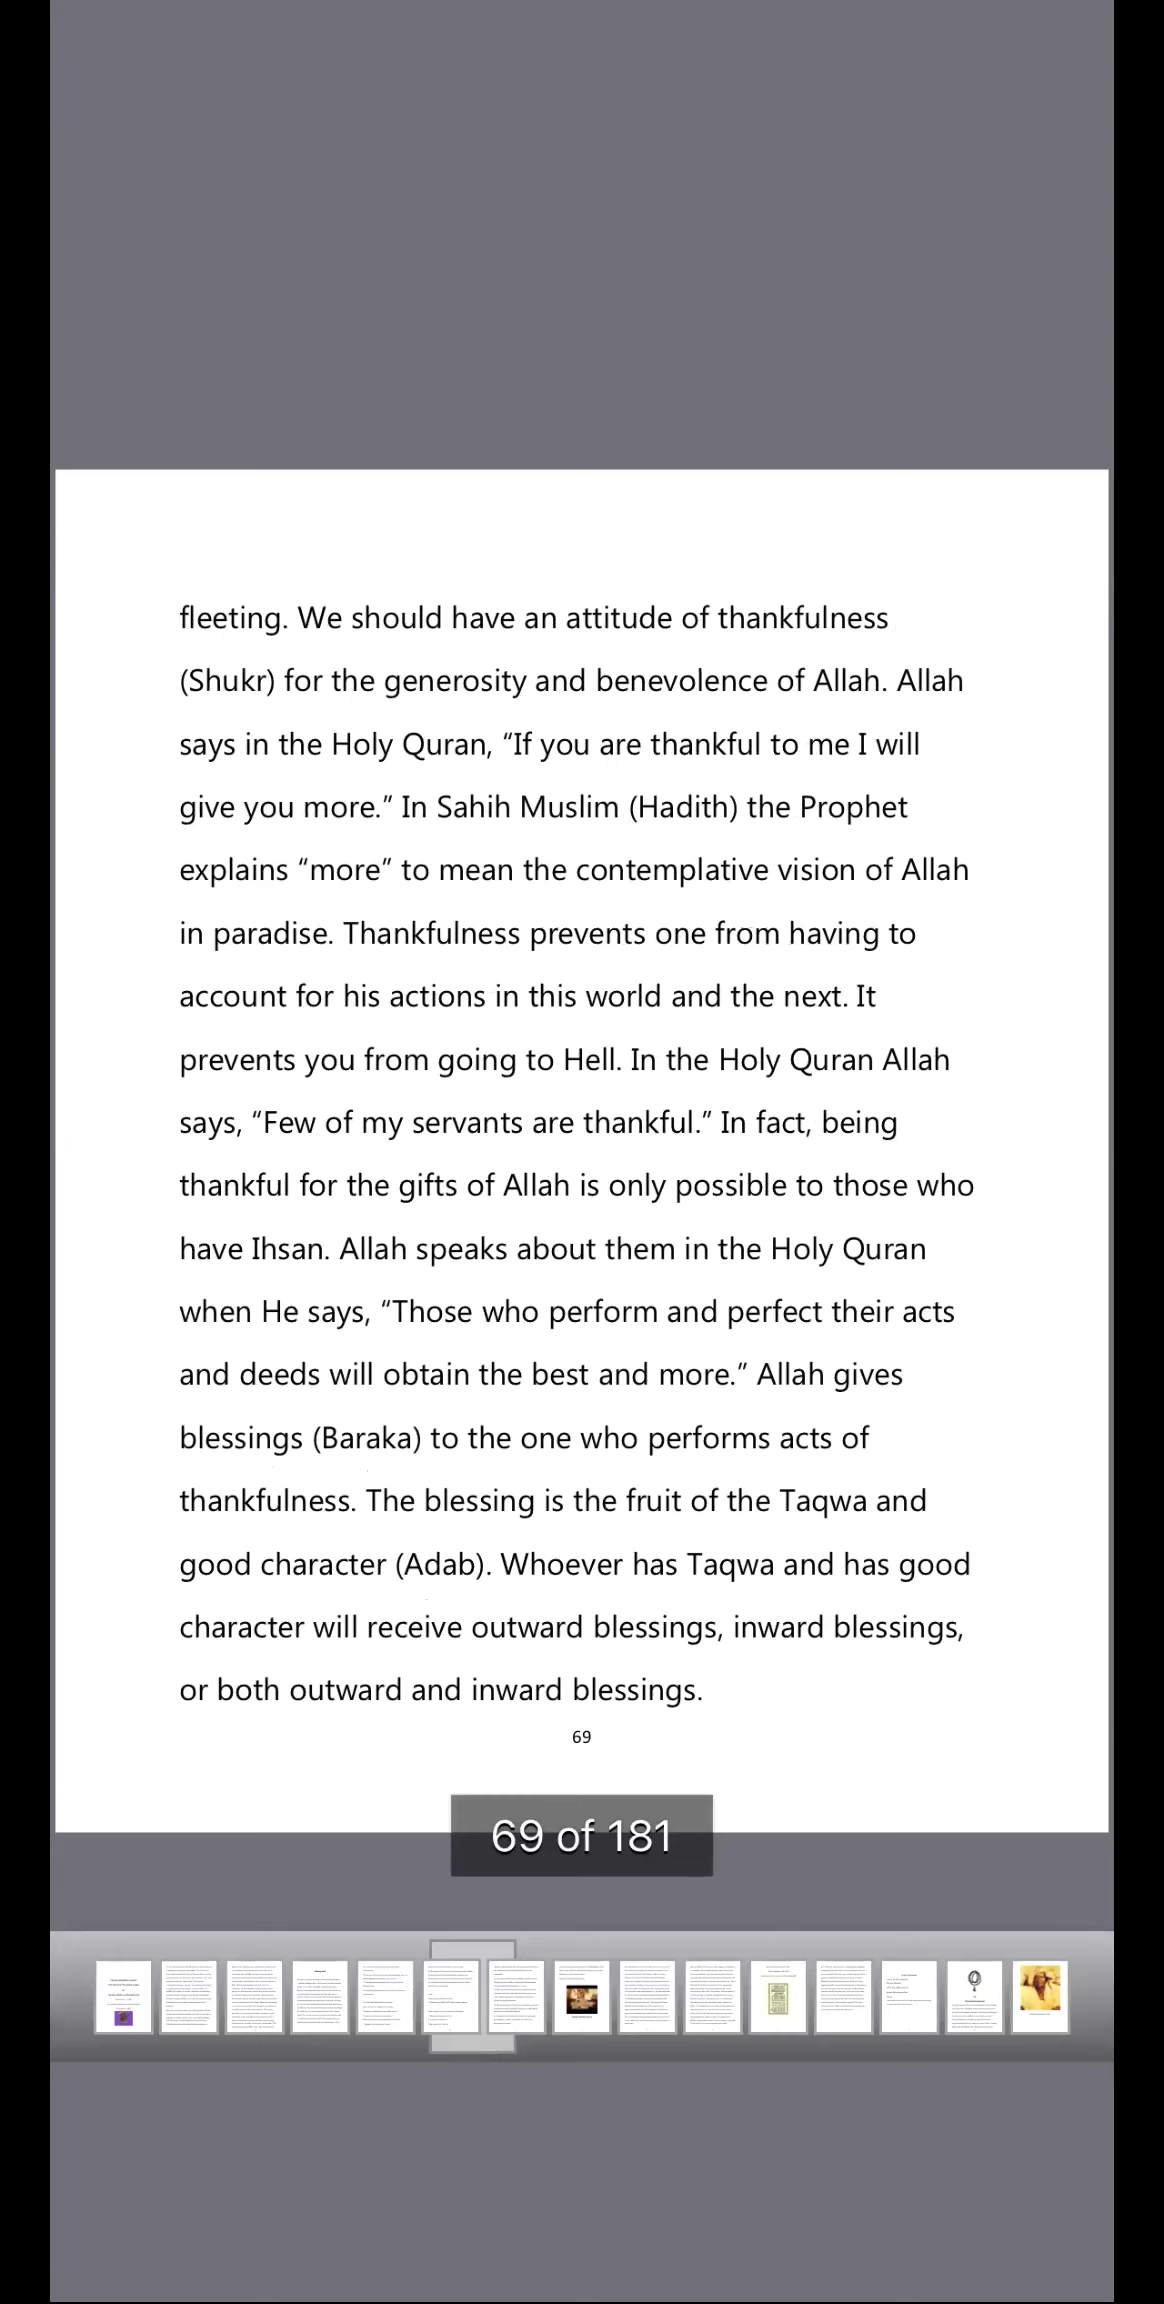 fleeting. We should have an attitude of thankfulness
(Shukr) for the generosity and benevolence of Allah. Allah
says in the Holy Quran, “If you are thankful to me I will
give you more.” In Sahih Muslim (Hadith) the Prophet
explains “more” to mean the contemplative vision of Allah
in paradise. Thankfulness prevents one from having to
account for his actions in this world and the next. It
prevents you from going to Hell. In the Holy Quran Allah
says, “Few of my servants are thankful.” In fact, being
thankful for the gifts of Allah is only possible to those who
have Ihsan. Allah speaks about them in the Holy Quran
when He says, “Those who perform and perfect their acts
and deeds will obtain the best and more.” Allah gives
blessings (Baraka) to the one who performs acts of
thankfulness. The blessing is the fruit of the Taqwa and
good character (Adab). Whoever has Taqwa and has good
character will receive outward blessings, inward blessings,
or both outward and inward blessings.
69
69 of 181